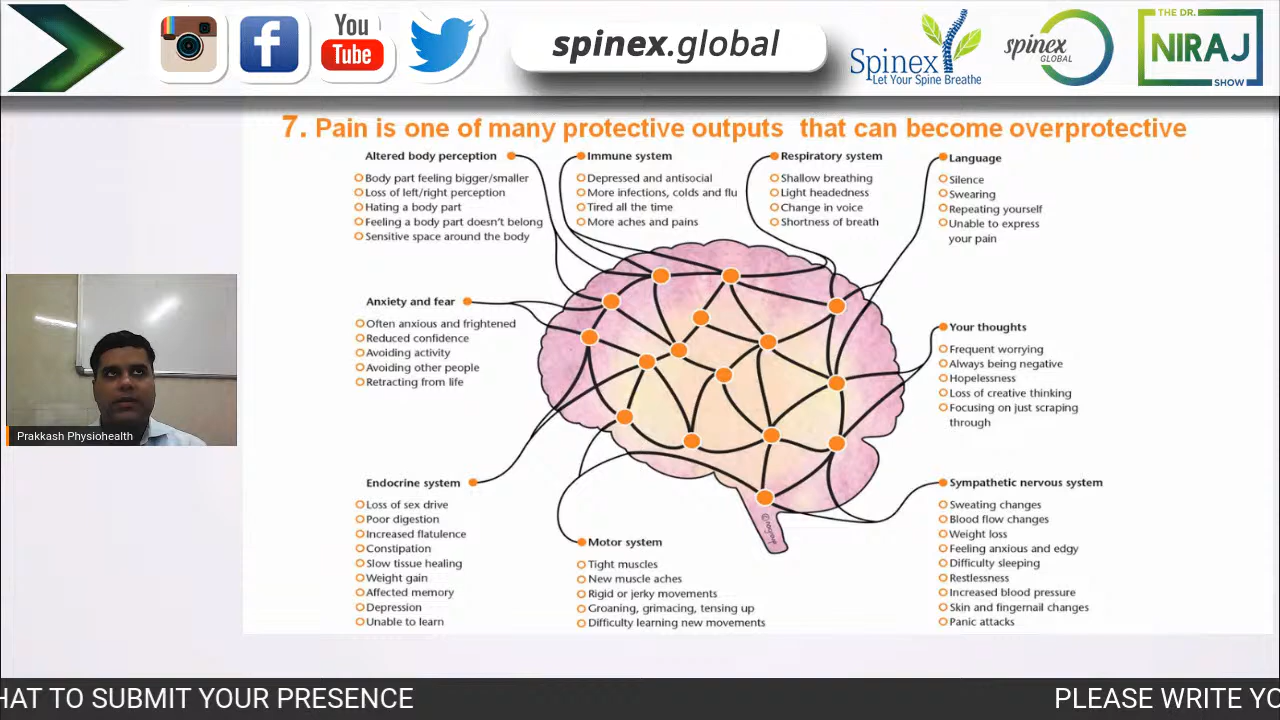 You
Tube
spinex.global
Spinex
Let Your Spine Breathe
spinex
GLOBAL
THE DR.
NIRAJ
SHOW
7. Pain is one of many protective outputs that can become overprotective
Altered body perception
Body part feeling bigger/smaller
Loss of left/right perception
Hating a body part
Feeling a body part doesn't belong
Sensitive space around the body
Immune system
Depressed and antisocial
More infections, colds and flu
Tired all the time
More aches and pains
Respiratory system
Shallow breathing
Light headedness
Change in voice
Shortness of breath
Language
Silence
Swearing
Repeating yourself
Unable to express
your pain
Anxiety and fear
Often anxious and frightened
Reduced confidence
Avoiding activity
Avoiding other people
Retracting from life
Your thoughts
Frequent worrying
Always being negative
Hopelessness
Loss of creative thinking
Focusing on just scraping
through
Prakkash Physiohealth
Endocrine system
Loss of sex drive
Poor digestion
Increased flatulence
Constipation
Slow tissue healing
Weight gain
Affected memory
Depression
Unable to learn
Motor system
Tight muscles
New muscle aches
Rigid or jerky movements
Groaning, grimacing, tensing up
Difficulty learning new movements
Sympathetic nervous system
Sweating changes
Blood flow changes
Weight loss
Feeling anxious and edgy
Difficulty sleeping
Restlessness
Increased blood pressure
Skin and fingernail changes
Panic attacks
HAT TO SUBMIT YOUR PRESENCE
PLEASE WRITE YO